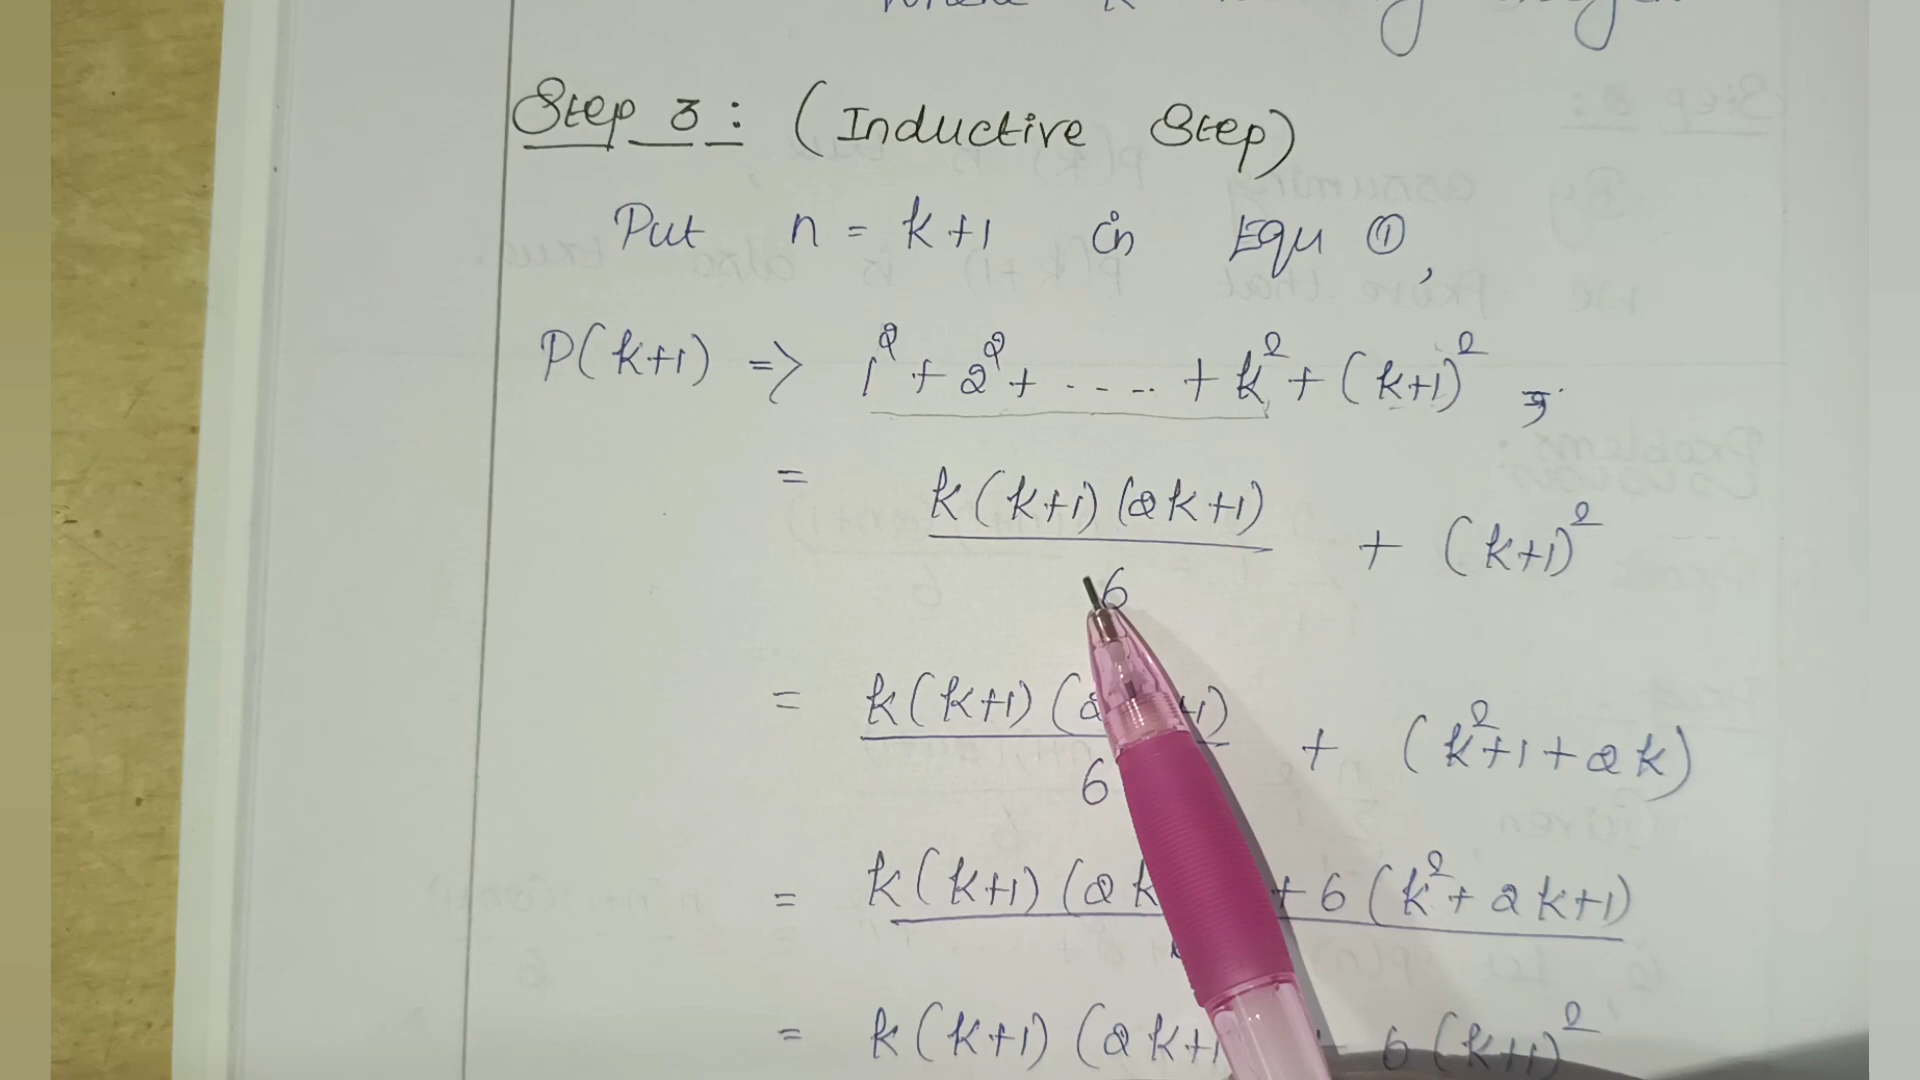 Step 3: (Inductive Step)
Put n = k+1 in Equ ①,
P(k+1) => 1² + 2² + ---- + k² + (k+1)²
= k(k+1)(2k+1) / 6 + (k+1)²
= k(k+1)(2 +1) / 6 + (k²+1+2k)
= k(k+1)(2k + 6(k²+2k+1)
= k(k+1)(2k+1 6(k+1)²